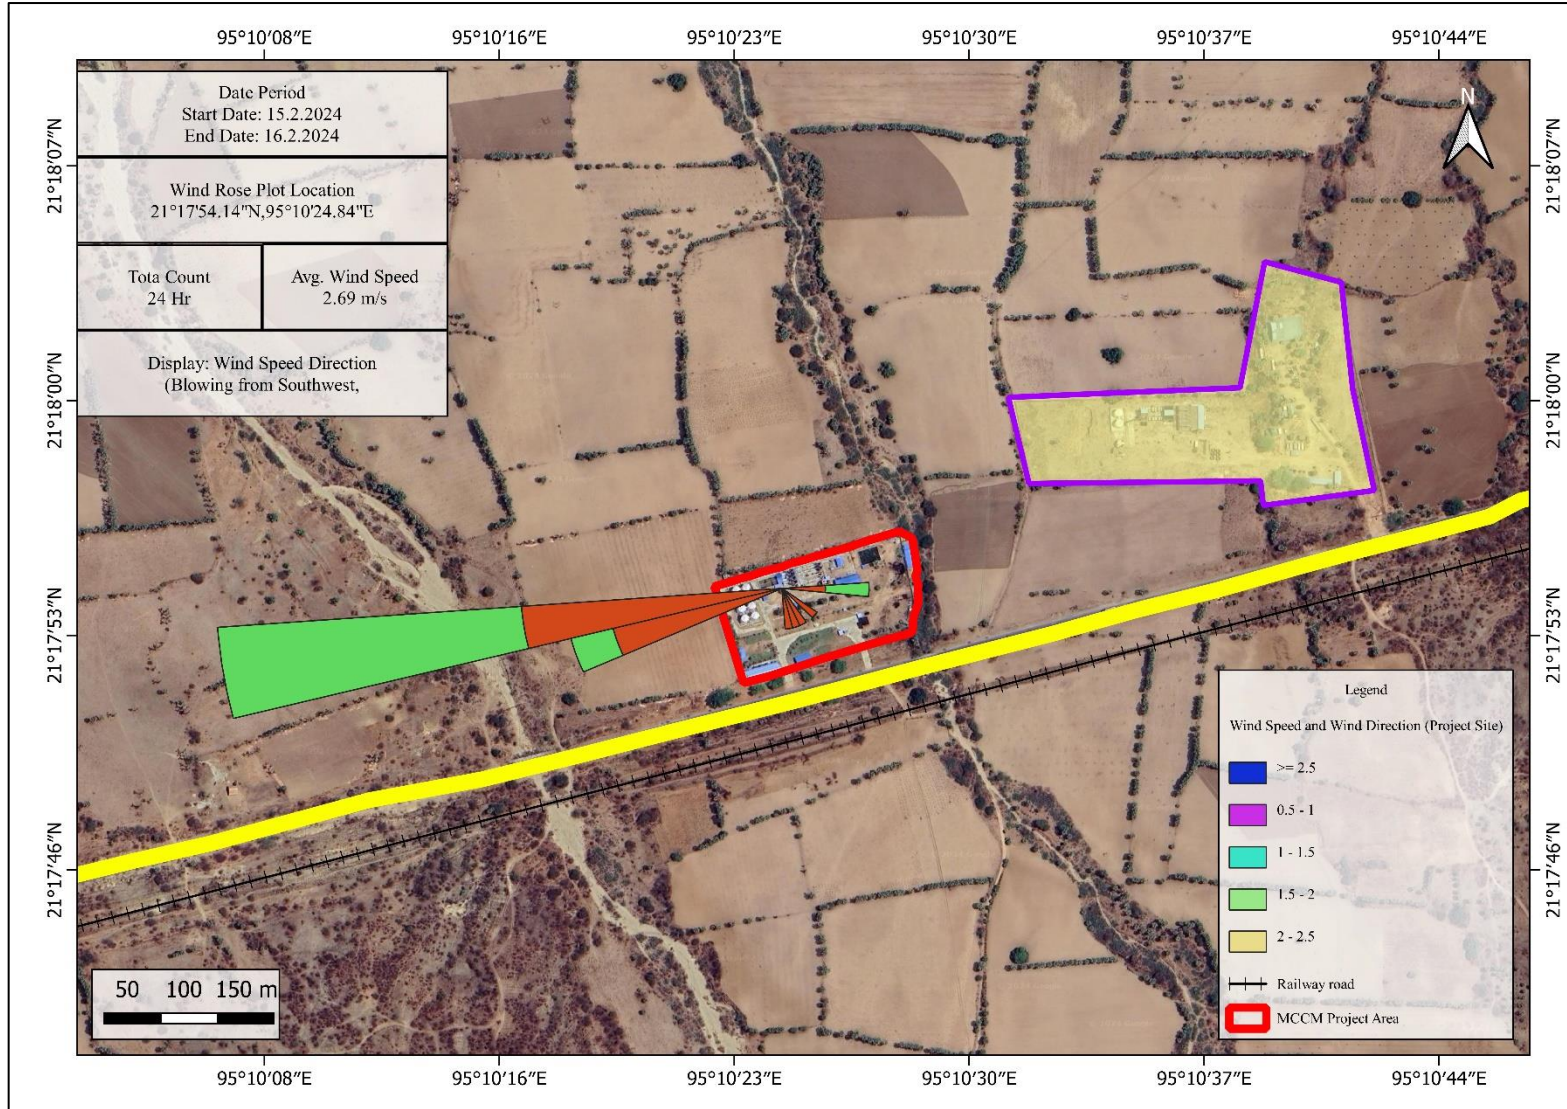 95°10′08″E 95°10′16″E 95°10′23″E 95°10′30″E 95°10′37″E 95°10′44″E
21°18′07″N
21°18′00″N
21°17′53″N
21°17′46″N
Date Period
Start Date: 15.2.2024
End Date: 16.2.2024
Wind Rose Plot Location
21°17'54.14"N,95°10'24.84"E
Tota Count
24 Hr
Avg. Wind Speed
2.69 m/s
Display: Wind Speed Direction
(Blowing from Southwest,
N
21°18′07″N
21°18′00″N
21°17′53″N
21°17′46″N
Legend
Wind Speed and Wind Direction (Project Site)
>= 2.5
0.5 - 1
1 - 1.5
1.5 - 2
2 - 2.5
Railway road
MCCM Project Area
50 100 150 m
95°10′08″E 95°10′16″E 95°10′23″E 95°10′30″E 95°10′37″E 95°10′44″E